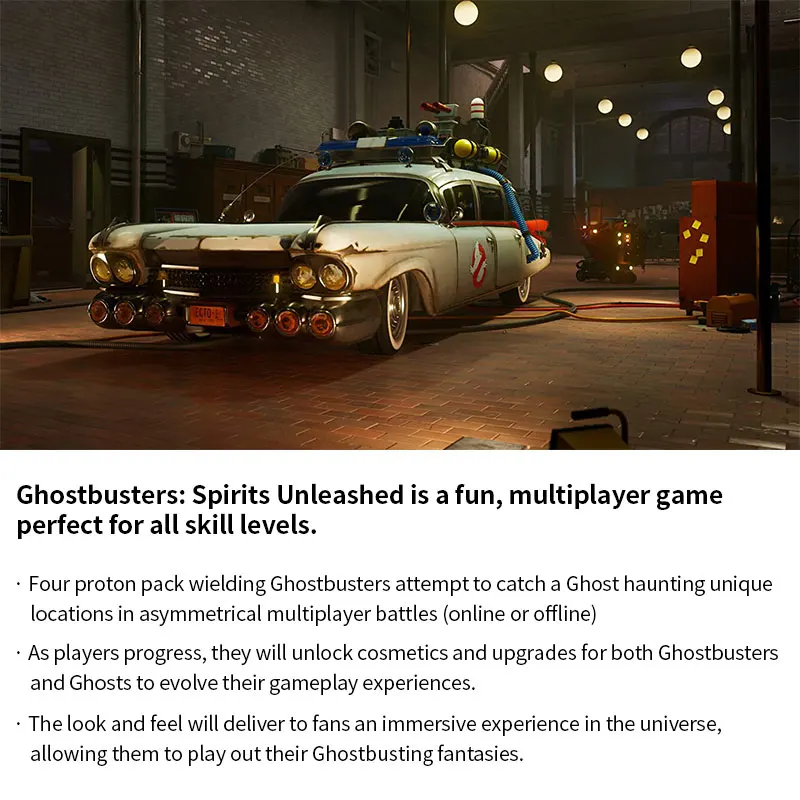 ECTO-1
Ghostbusters: Spirits Unleashed is a fun, multiplayer game
perfect for all skill levels.
· Four proton pack wielding Ghostbusters attempt to catch a Ghost haunting unique
locations in asymmetrical multiplayer battles (online or offline)
· As players progress, they will unlock cosmetics and upgrades for both Ghostbusters
and Ghosts to evolve their gameplay experiences.
· The look and feel will deliver to fans an immersive experience in the universe,
allowing them to play out their Ghostbusting fantasies.